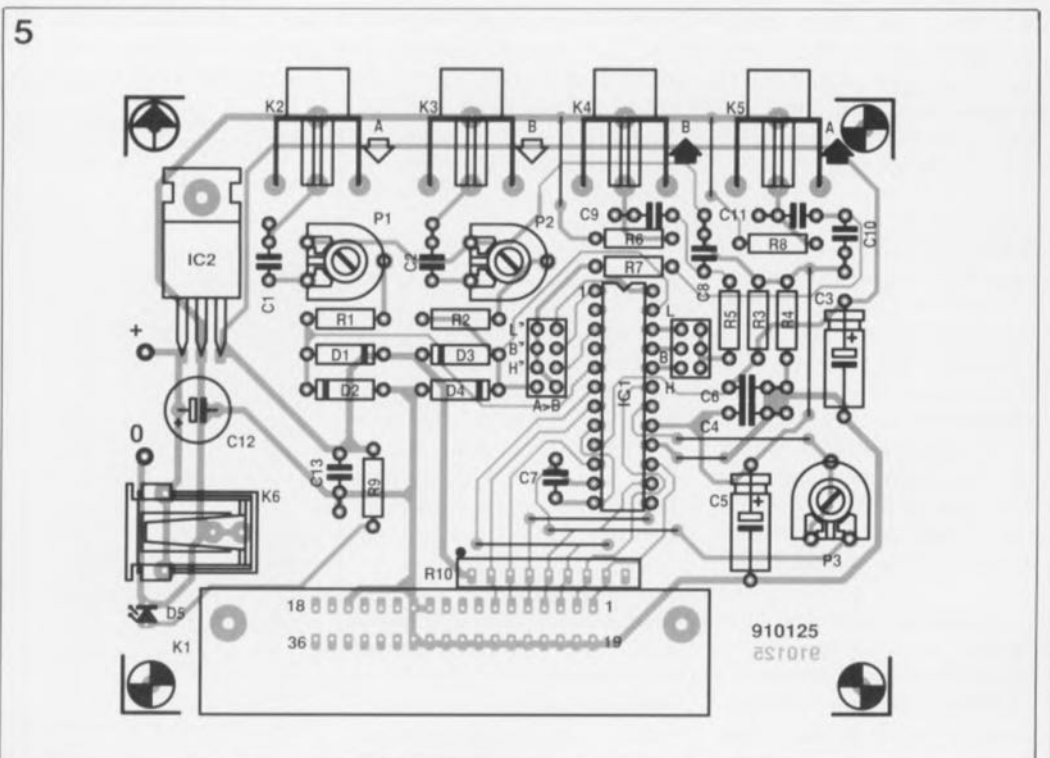 5
K2
A
K3
B
K4
B
K5
A
IC2
C1
P1
C2
P2
C9
R6
R7
C8
C11
R8
C10
C3
R1
R2
D1
D3
D2
D4
L'
B'
H'
A>B
1
IC1
L
B
H
R5
R3
R4
C6
C4
+
0
C12
C13
R9
C7
C5
+
P3
K6
D5
R10
K1
18
1
36
19
910125
910125